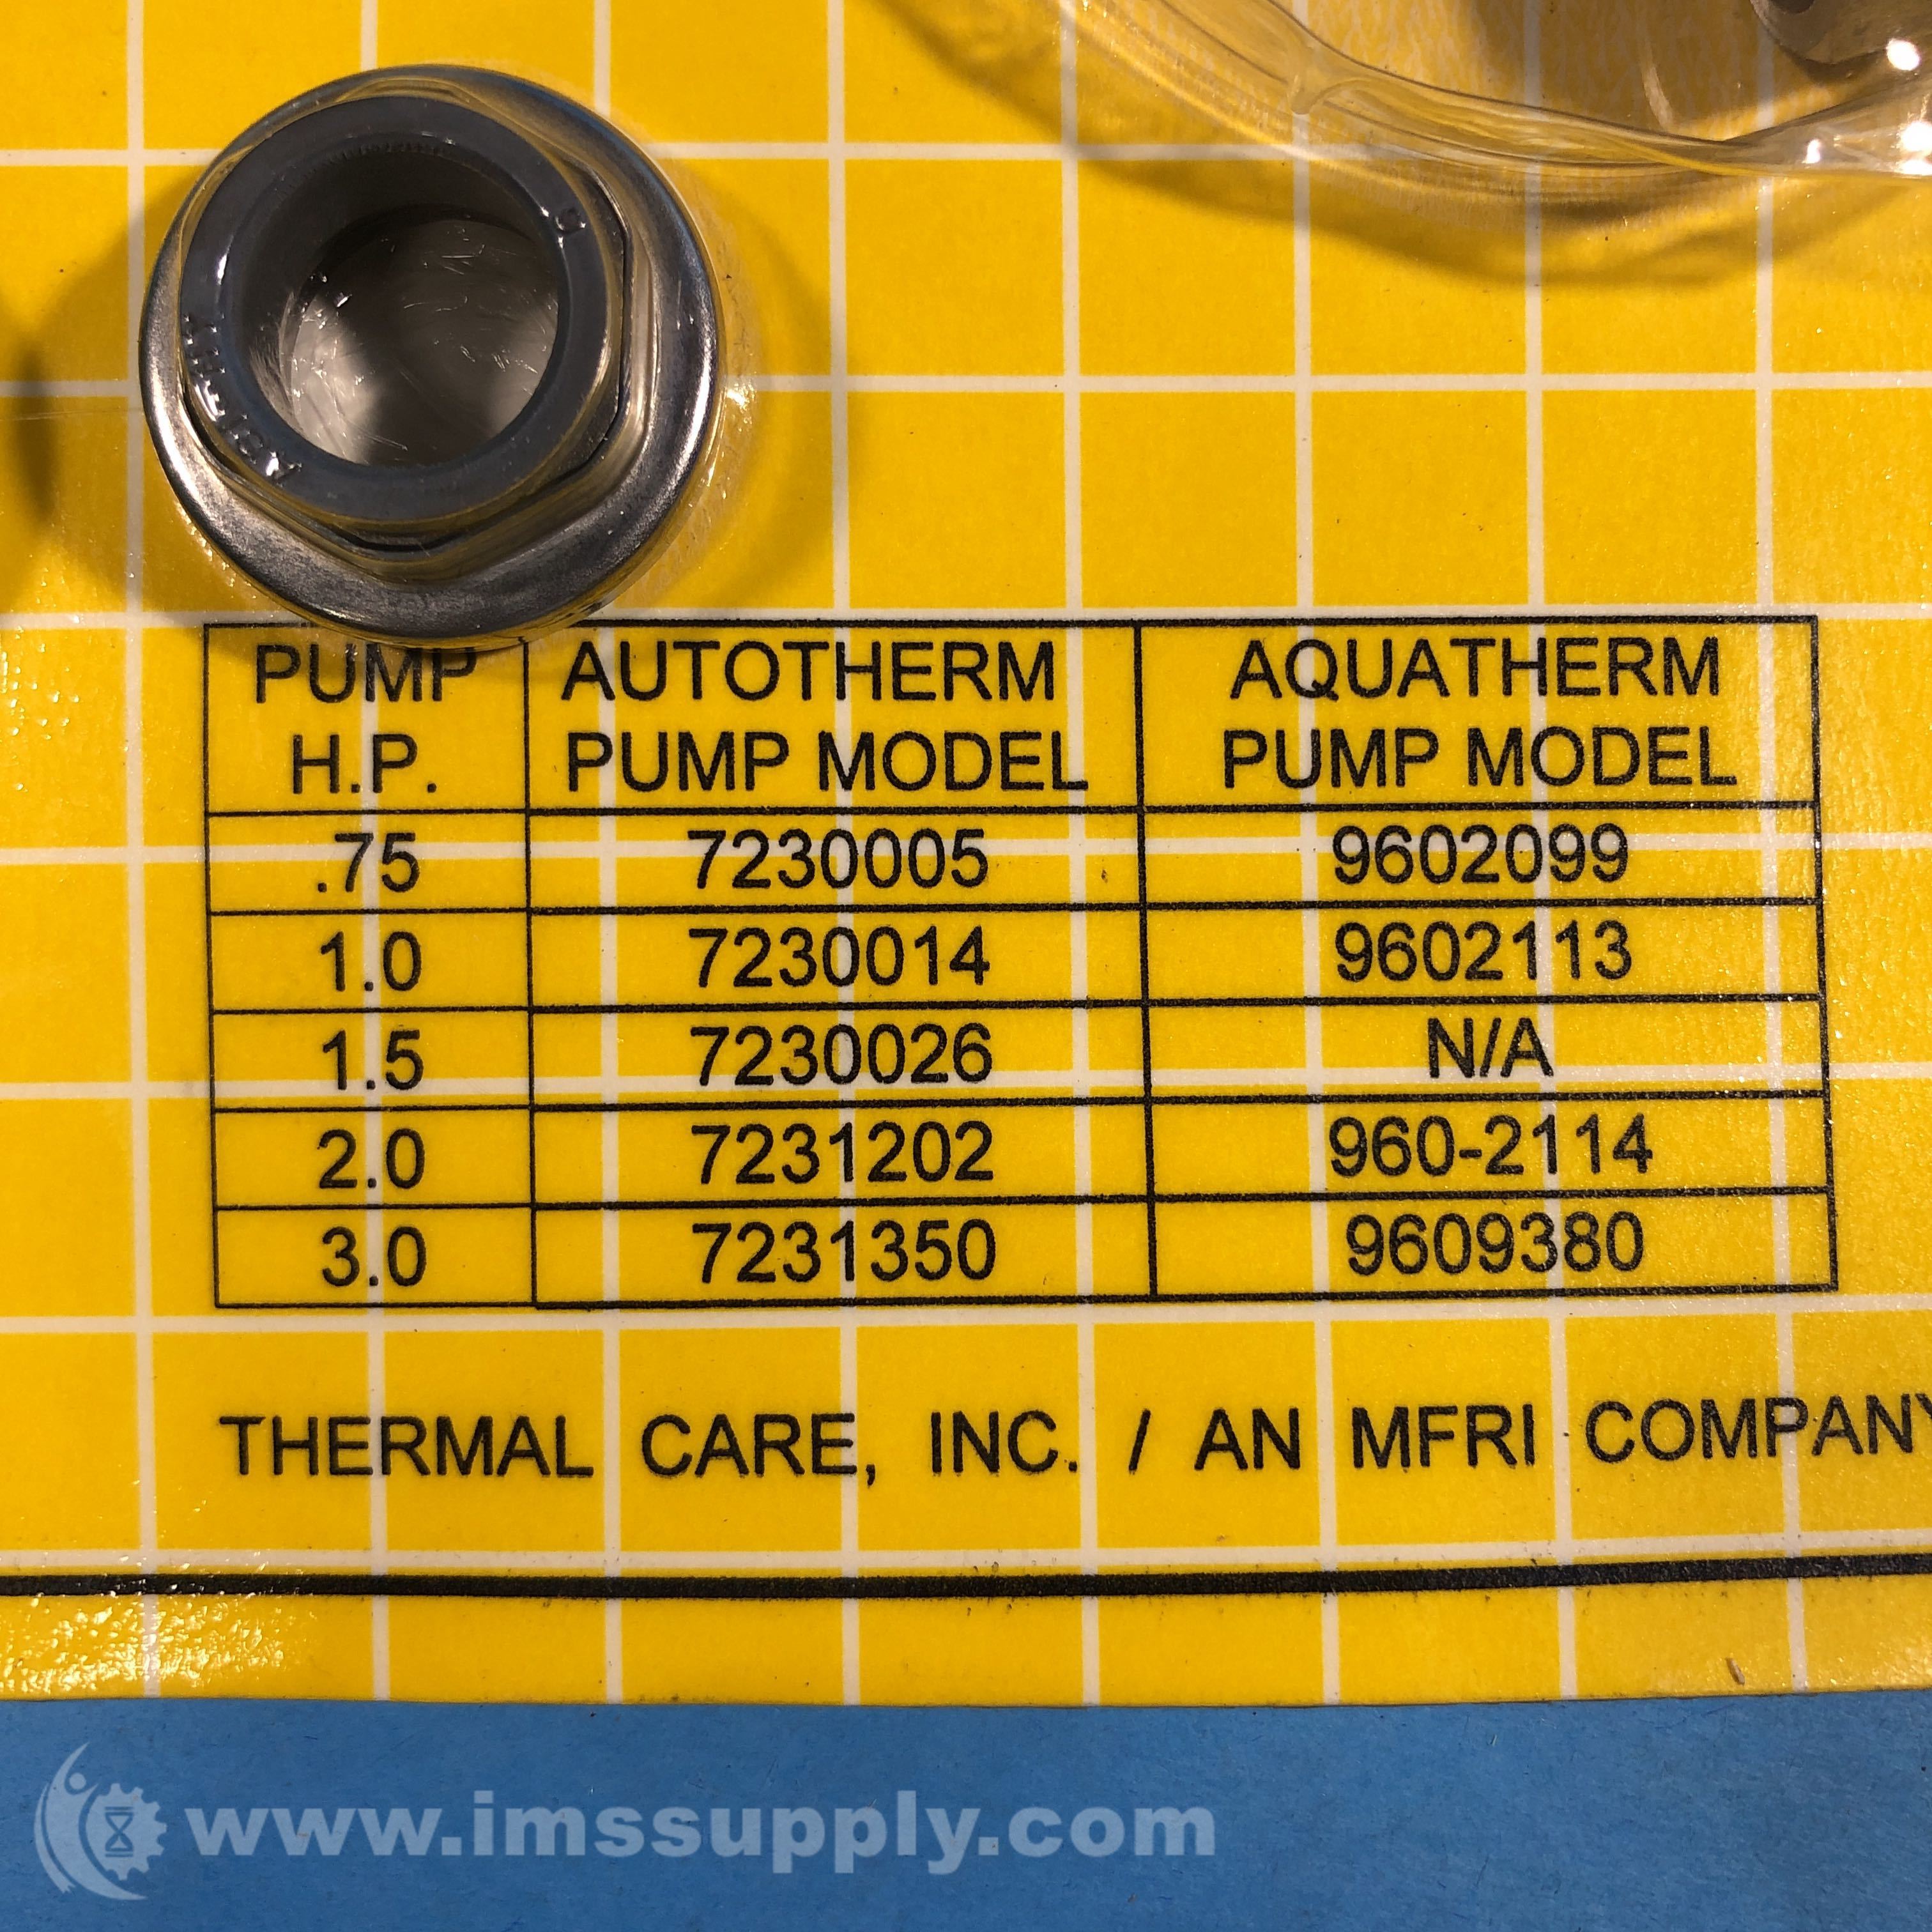 PUMP
H.P.
AUTOTHERM
PUMP MODEL
AQUATHERM
PUMP MODEL
.75 7230005 9602099
1.0 7230014 9602113
1.5 7230026 N/A
2.0 7231202 960-2114
3.0 7231350 9609380
THERMAL CARE, INC. / AN MFRI COMPANY
www.imssupply.com